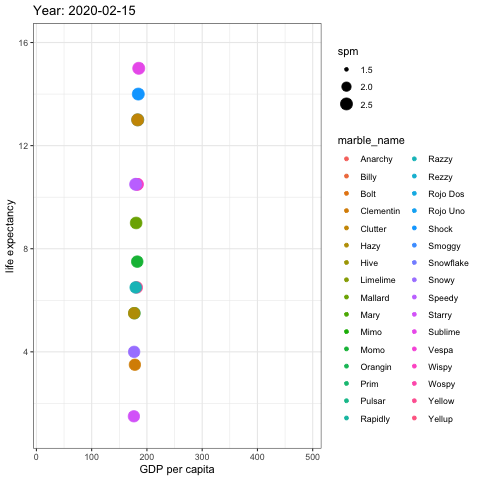 Year: 2020-02-15
16
12
8
4
life expectancy
0 100 200 300 400 500
GDP per capita
spm
1.5
2.0
2.5
marble_name
Anarchy Razzy
Billy Rezzy
Bolt Rojo Dos
Clementin Rojo Uno
Clutter Shock
Hazy Smoggy
Hive Snowflake
Limelime Snowy
Mallard Speedy
Mary Starry
Mimo Sublime
Momo Vespa
Orangin Wispy
Prim Wospy
Pulsar Yellow
Rapidly Yellup